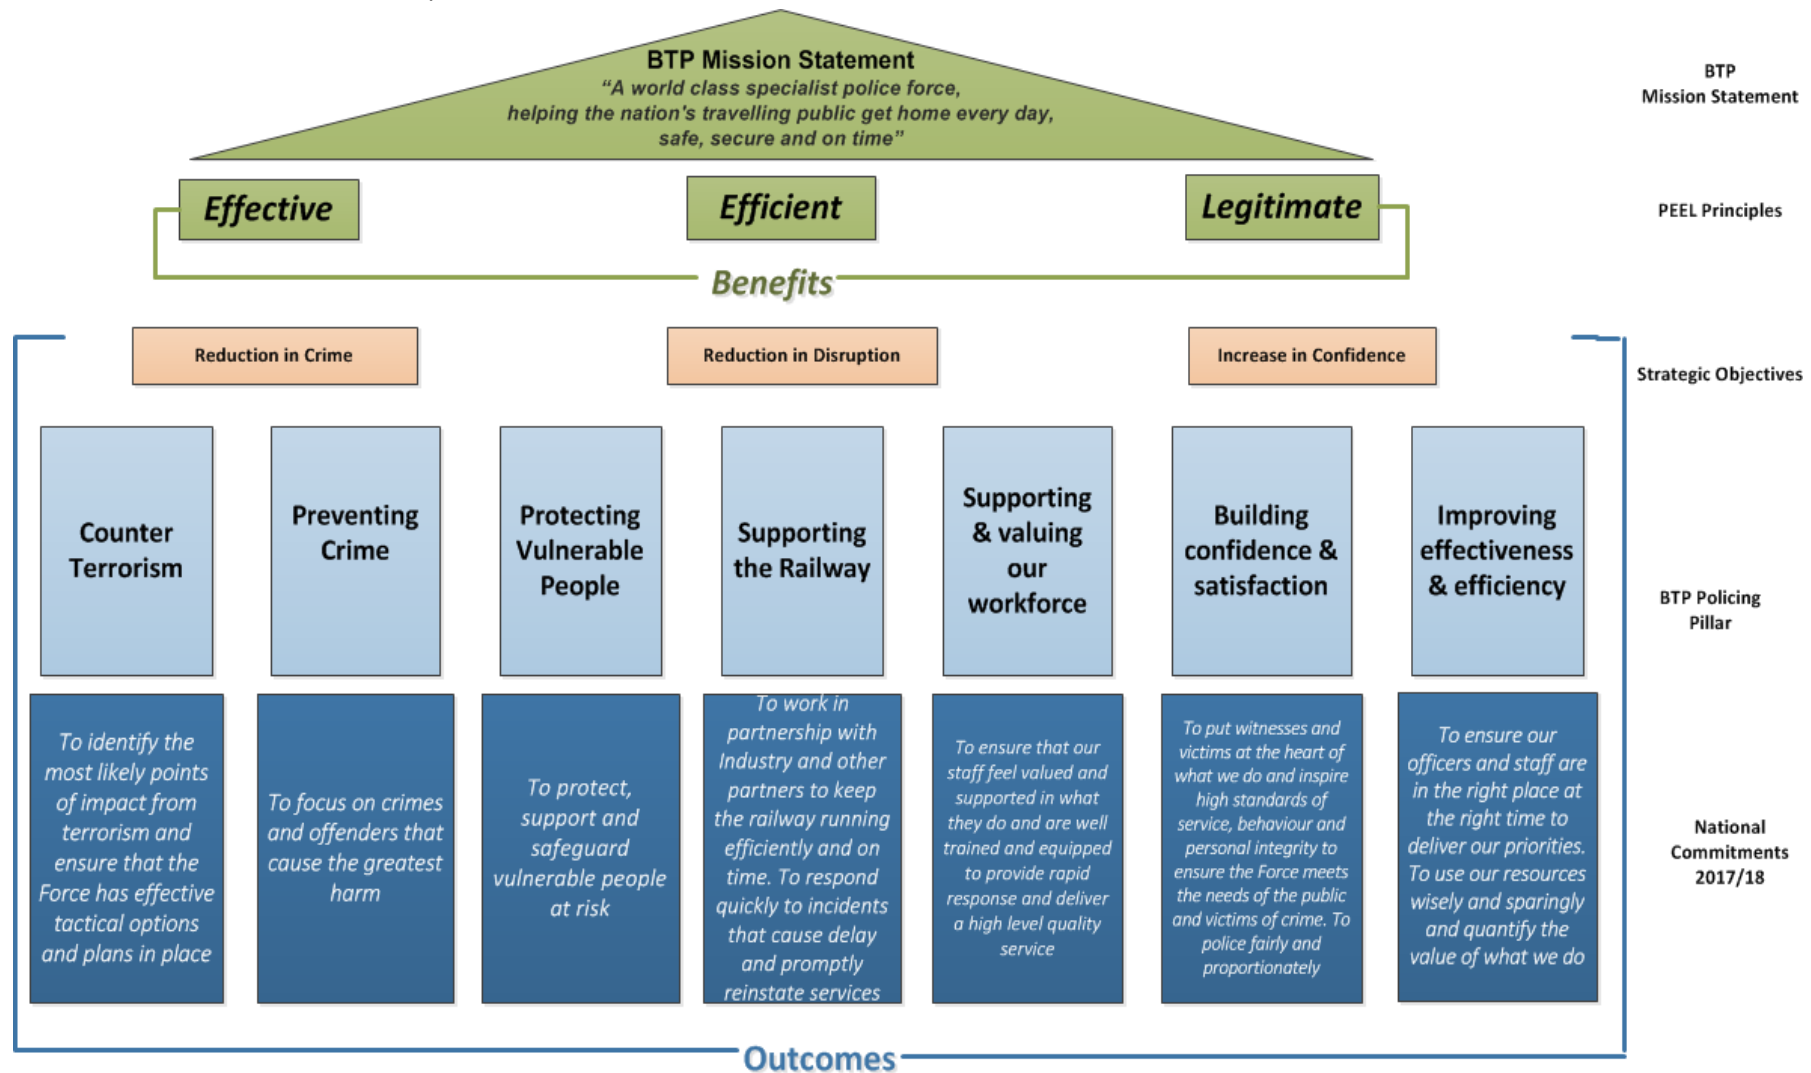 BTP Mission Statement
“A world class specialist police force,
helping the nation's travelling public get home every day,
safe, secure and on time”
BTP
Mission Statement
Effective
Efficient
Legitimate
PEEL Principles
Benefits
Reduction in Crime
Reduction in Disruption
Increase in Confidence
Strategic Objectives
Counter
Terrorism
Preventing
Crime
Protecting
Vulnerable
People
Supporting
the Railway
Supporting
& valuing
our
workforce
Building
confidence &
satisfaction
Improving
effectiveness
& efficiency
BTP Policing
Pillar
To identify the
most likely points
of impact from
terrorism and
ensure that the
Force has effective
tactical options
and plans in place
To focus on crimes
and offenders that
cause the greatest
harm
To protect,
support and
safeguard
vulnerable people
at risk
To work in
partnership with
Industry and other
partners to keep
the railway running
efficiently and on
time. To respond
quickly to incidents
that cause delay
and promptly
reinstate services
To ensure that our
staff feel valued and
supported in what
they do and are well
trained and equipped
to provide rapid
response and deliver
a high level quality
service
To put witnesses and
victims at the heart of
what we do and inspire
high standards of
service, behaviour and
personal integrity to
ensure the Force meets
the needs of the public
and victims of crime. To
police fairly and
proportionately
To ensure our
officers and staff are
in the right place at
the right time to
deliver our priorities.
To use our resources
wisely and sparingly
and quantify the
value of what we do
National
Commitments
2017/18
Outcomes